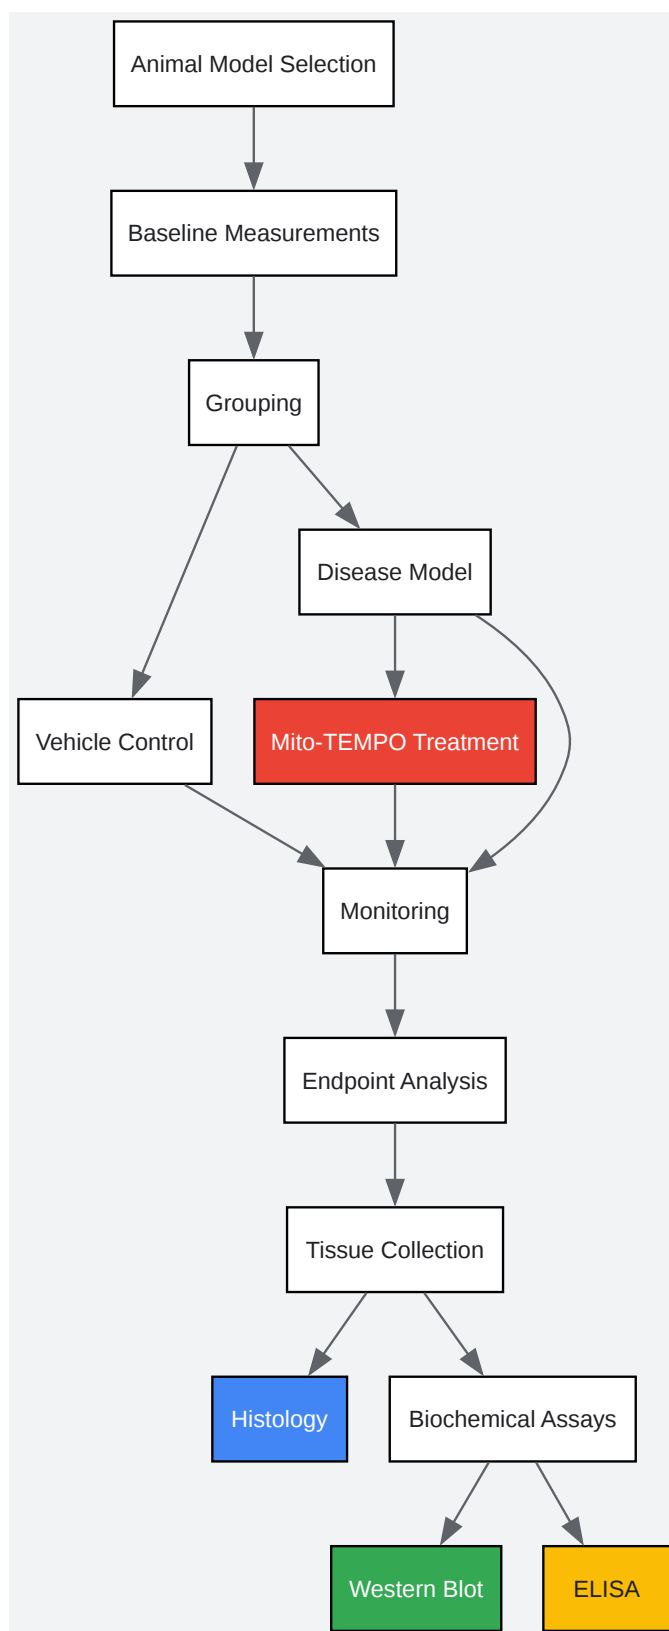 Animal Model Selection
Baseline Measurements
Grouping
Disease Model
Vehicle Control
Mito-TEMPO Treatment
Monitoring
Endpoint Analysis
Tissue Collection
Histology
Biochemical Assays
Western Blot
ELISA